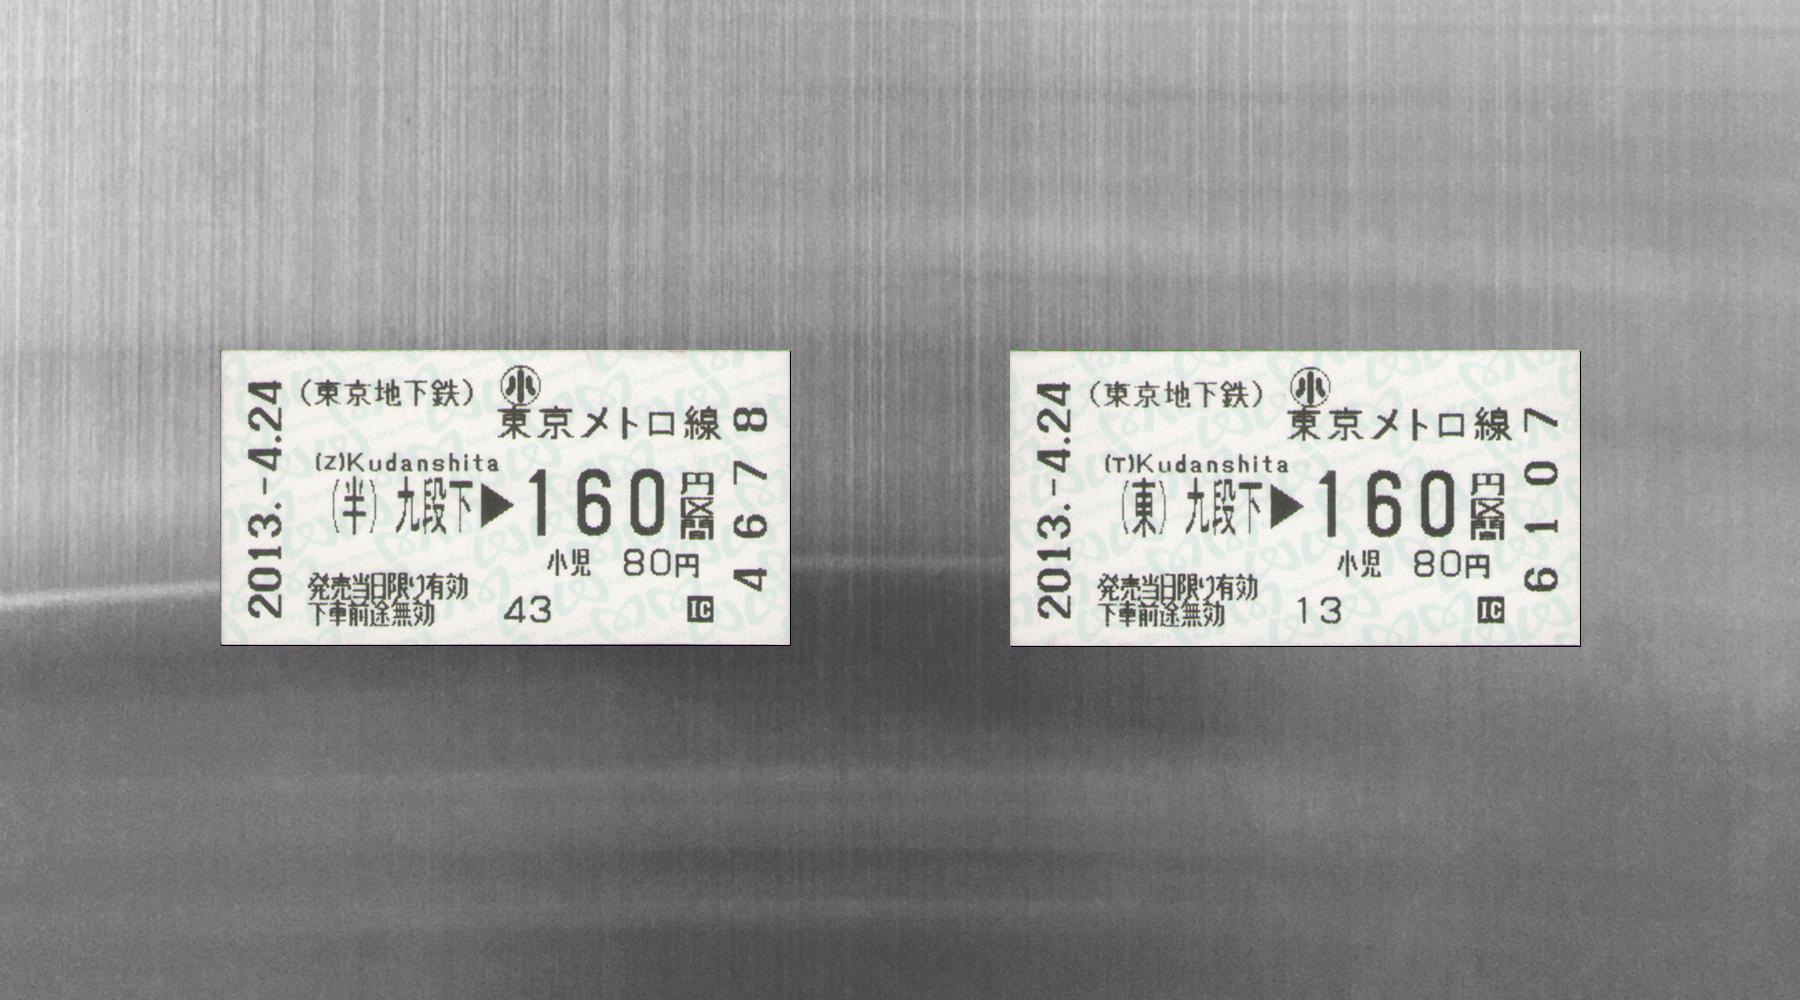 2013.-4.24
(東京地下鉄) 小
東京メトロ線
(Z)Kudanshita
(半) 九段下▶160円区間
小児 80円
発売当日限り有効
下車前途無効 43 IC
4678
2013.-4.24
(東京地下鉄) 小
東京メトロ線
(T)Kudanshita
(東) 九段下▶160円区間
小児 80円
発売当日限り有効
下車前途無効 13 IC
6107